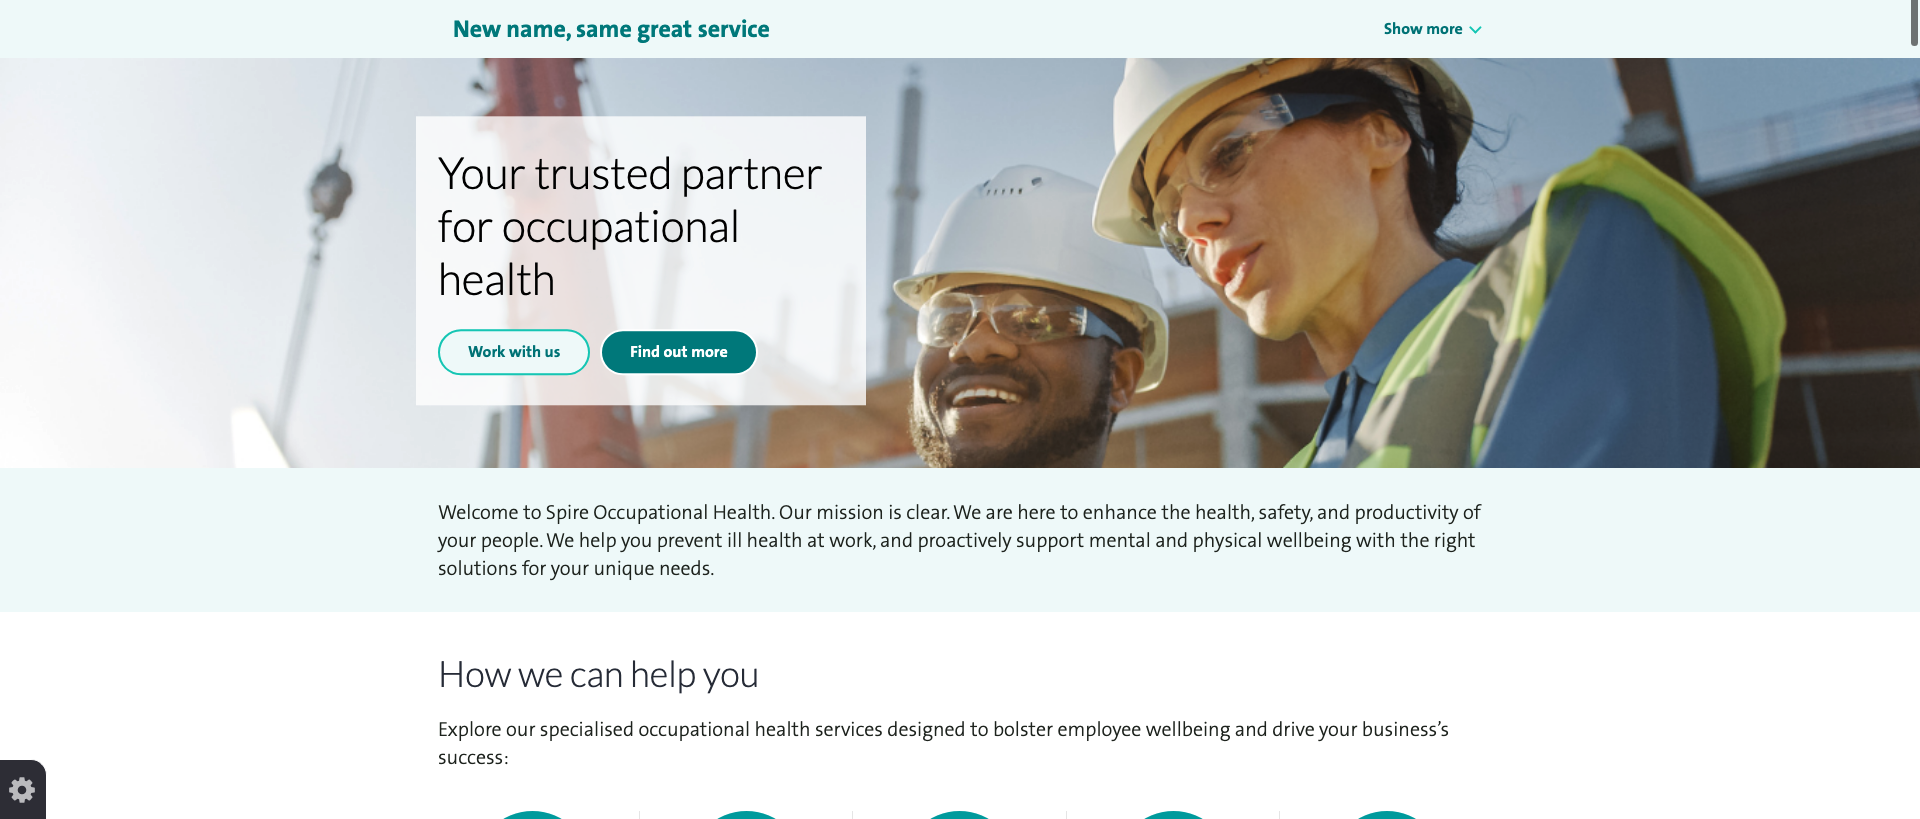 New name, same great service
Show more
Your trusted partner
for occupational
health
Work with us
Find out more
Welcome to Spire Occupational Health. Our mission is clear. We are here to enhance the health, safety, and productivity of
your people. We help you prevent ill health at work, and proactively support mental and physical wellbeing with the right
solutions for your unique needs.
How we can help you
Explore our specialised occupational health services designed to bolster employee wellbeing and drive your business’s
success: